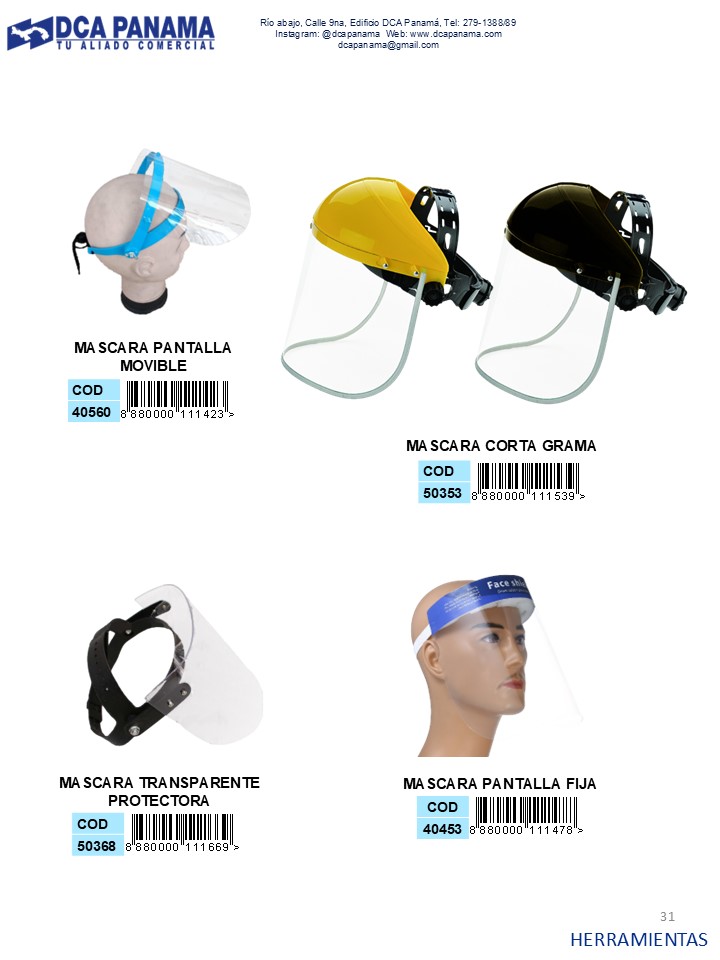 DCA PANAMA
TU ALIADO COMERCIAL
Río abajo, Calle 9na, Edificio DCA Panamá, Tel: 279-1388/89
Instagram: @dcapanama Web: www.dcapanama.com
dcapanama@gmail.com
MASCARA PANTALLA
MOVIBLE
COD
40560
8 880000 111423 >
MASCARA CORTA GRAMA
COD
50353
8 880000 111539 >
MASCARA TRANSPARENTE
PROTECTORA
COD
50368
8 880000 111669 >
Face shi
MASCARA PANTALLA FIJA
COD
40453
8 880000 111478 >
31
HERRAMIENTAS